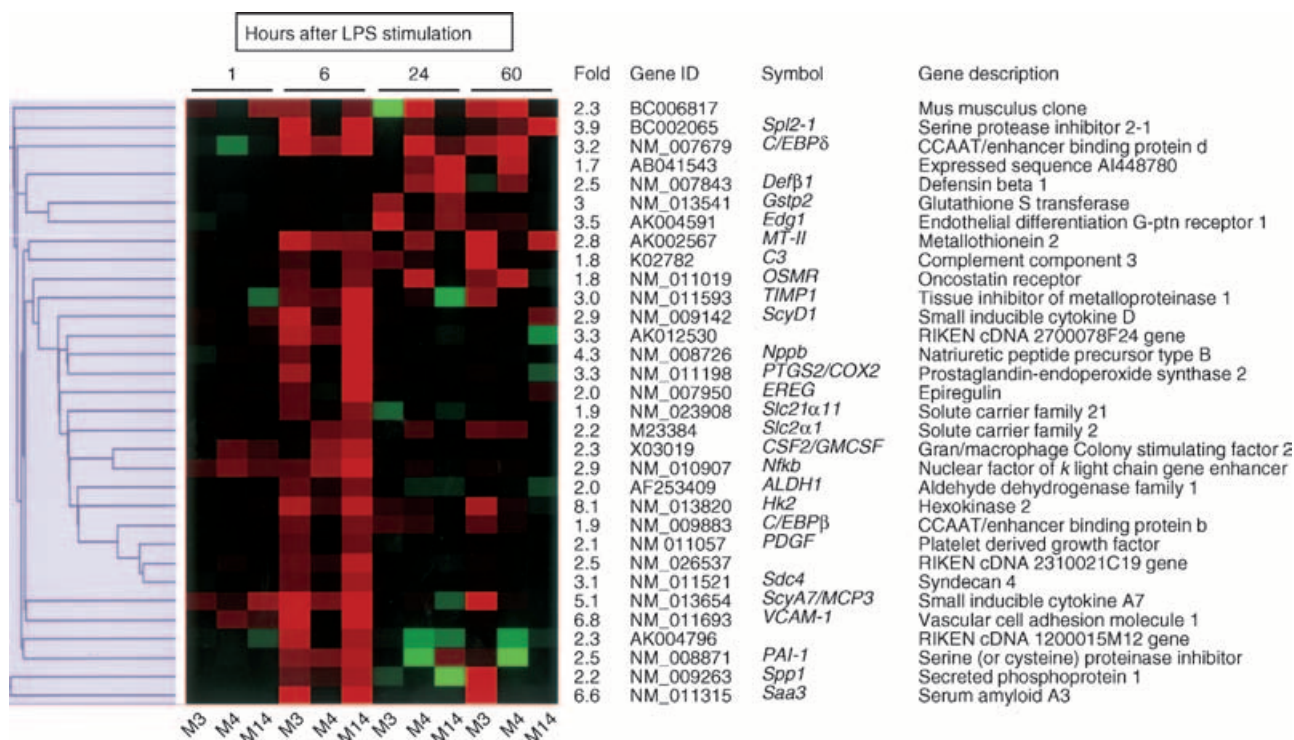 Hours after LPS stimulation
1 6 24 60 Fold Gene ID Symbol Gene description
2.3 BC006817 Mus musculus clone
3.9 BC002065 Spl2-1 Serine protease inhibitor 2-1
3.2 NM_007679 C/EBPδ CCAAT/enhancer binding protein d
1.7 AB041543 Expressed sequence AI448780
2.5 NM_007843 Defβ1 Defensin beta 1
3 NM_013541 Gstp2 Glutathione S transferase
3.5 AK004591 Edg1 Endothelial differentiation G-ptn receptor 1
2.8 AK002567 MT-II Metallothionein 2
1.8 K02782 C3 Complement component 3
1.8 NM_011019 OSMR Oncostatin receptor
3.0 NM_011593 TIMP1 Tissue inhibitor of metalloproteinase 1
2.9 NM_009142 ScyD1 Small inducible cytokine D
3.3 AK012530 RIKEN cDNA 2700078F24 gene
4.3 NM_008726 Nppb Natriuretic peptide precursor type B
3.3 NM_011198 PTGS2/COX2 Prostaglandin-endoperoxide synthase 2
2.0 NM_007950 EREG Epiregulin
1.9 NM_023908 Slc21α11 Solute carrier family 21
2.2 M23384 Slc2α1 Solute carrier family 2
2.3 X03019 CSF2/GMCSF Gran/macrophage Colony stimulating factor 2
2.9 NM_010907 Nfkb Nuclear factor of k light chain gene enhancer
2.0 AF253409 ALDH1 Aldehyde dehydrogenase family 1
8.1 NM_013820 Hk2 Hexokinase 2
1.9 NM_009883 C/EBPβ CCAAT/enhancer binding protein b
2.1 NM 011057 PDGF Platelet derived growth factor
2.5 NM_026537 RIKEN cDNA 2310021C19 gene
3.1 NM_011521 Sdc4 Syndecan 4
5.1 NM_013654 ScyA7/MCP3 Small inducible cytokine A7
6.8 NM_011693 VCAM-1 Vascular cell adhesion molecule 1
2.3 AK004796 RIKEN cDNA 1200015M12 gene
2.5 NM_008871 PAI-1 Serine (or cysteine) proteinase inhibitor
2.2 NM_009263 Spp1 Secreted phosphoprotein 1
6.6 NM_011315 Saa3 Serum amyloid A3
M3 M4 M14 M3 M4 M14 M3 M4 M14 M3 M4 M14